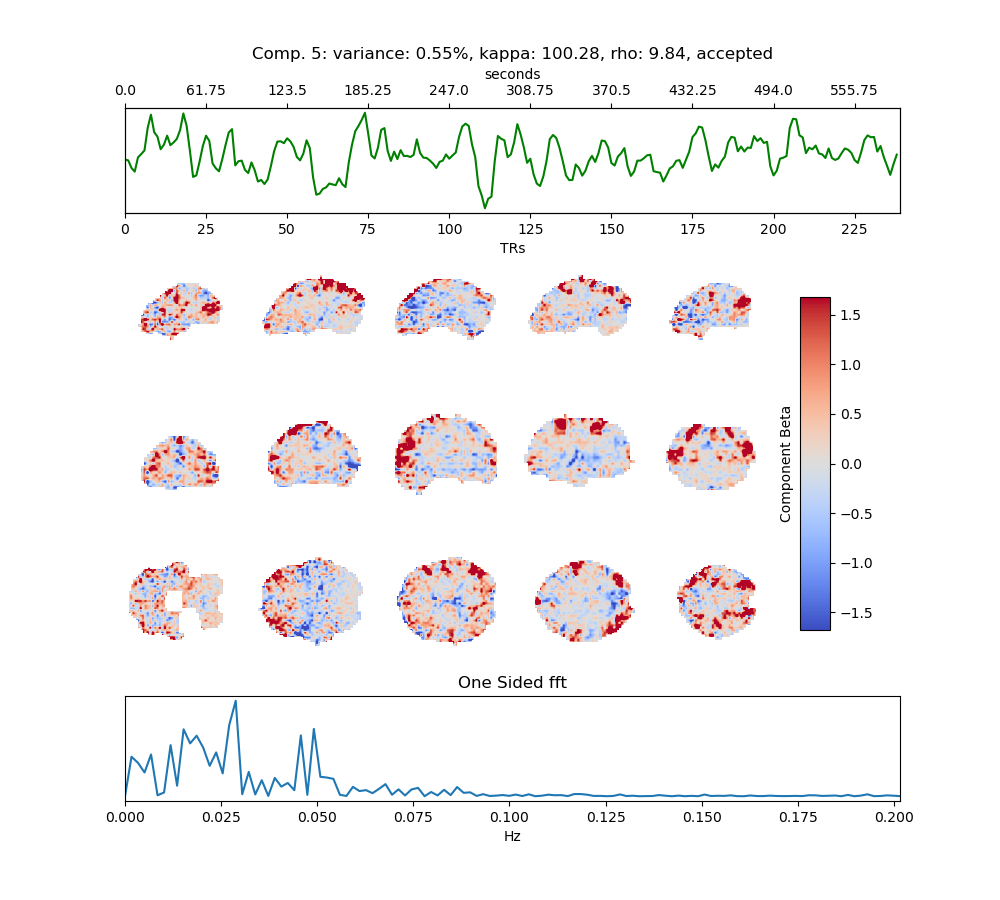 Comp. 5: variance: 0.55%, kappa: 100.28, rho: 9.84, accepted
seconds
0.0 61.75 123.5 185.25 247.0 308.75 370.5 432.25 494.0 555.75
0 25 50 75 100 125 150 175 200 225
TRs
1.5
1.0
0.5
0.0
−0.5
−1.0
−1.5
Component Beta
One Sided fft
0.000 0.025 0.050 0.075 0.100 0.125 0.150 0.175 0.200
Hz